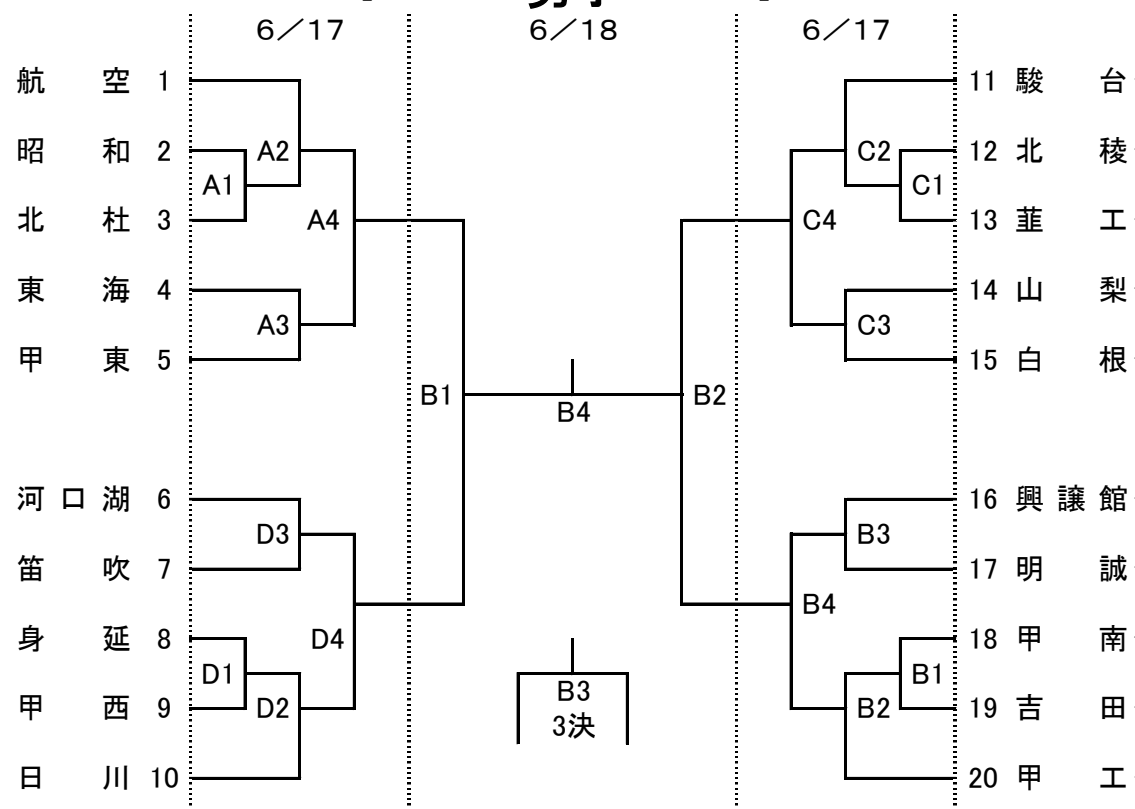 6／17 6／18 6／17
航空 1
昭和 2
北杜 3
東海 4
甲東 5
河口湖 6
笛吹 7
身延 8
甲西 9
日川 10
A1
A2
A3
A4
D3
D1
D2
D4
B1
B4
B2
B3
3決
C2
C1
C4
C3
B3
B4
B1
B2
11 駿台
12 北稜
13 韮工
14 山梨
15 白根
16 興譲館
17 明誠
18 甲南
19 吉田
20 甲工